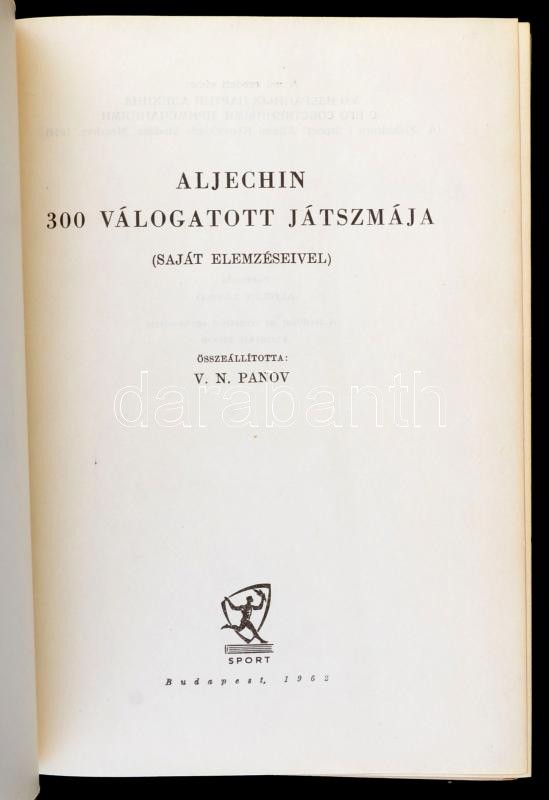 ALJECHIN
300 VÁLOGATOTT JÁTSZMÁJA
(SAJÁT ELEMZÉSEIVEL)
ÖSSZEÁLLÍTOTTA:
V. N. PANOV
darabanth
SPORT
Budapest, 1962